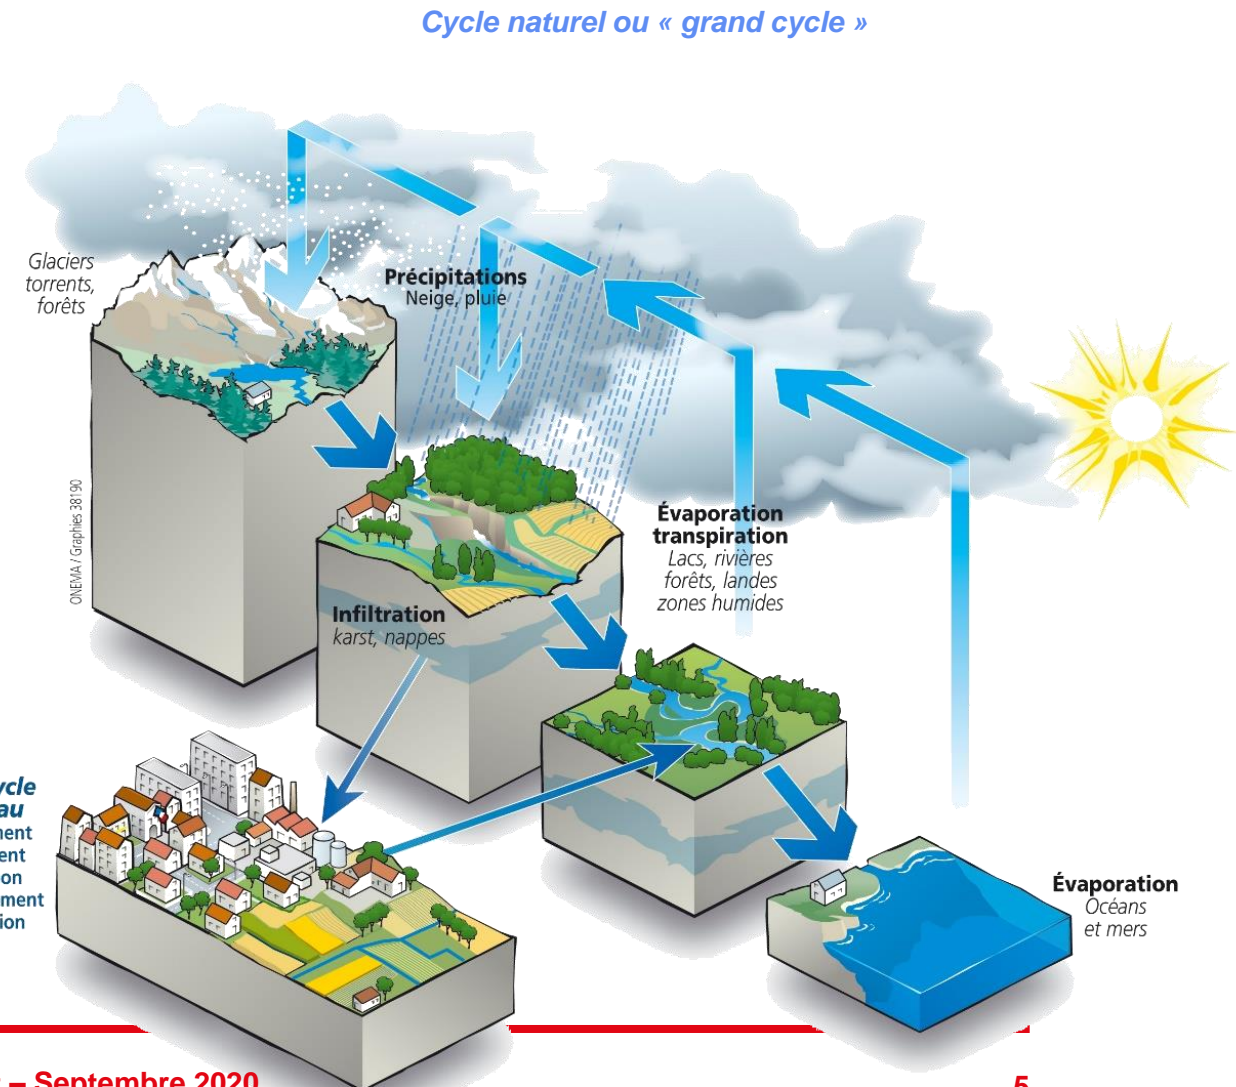 Cycle naturel ou « grand cycle »
Glaciers
torrents,
forêts
Précipitations
Neige, pluie
ONEMA / Graphies 38190
Évaporation
transpiration
Lacs, rivières
forêts, landes
zones humides
Infiltration
karst, nappes
Évaporation
Océans
et mers
– Septembre 2020
5